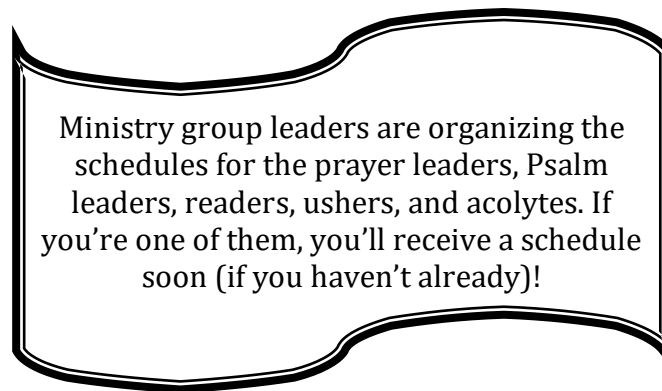 Ministry group leaders are organizing the
schedules for the prayer leaders, Psalm
leaders, readers, ushers, and acolytes. If
you’re one of them, you’ll receive a schedule
soon (if you haven’t already)!